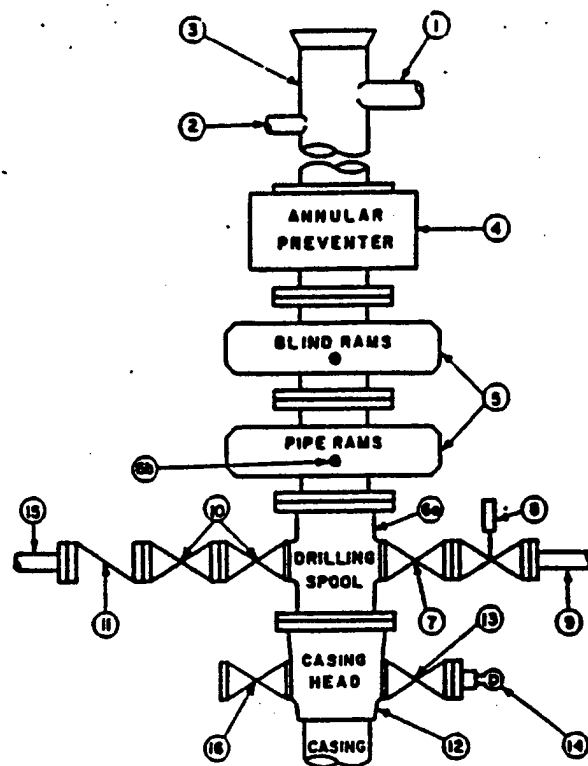 1
3
2
ANNULAR
PREVENTER
4
BLIND RAMS
5
PIPE RAMS
6b
6a
8
15
10
DRILLING
SPOOL
11
7
9
13
CASING
HEAD
16
12
14
CASING